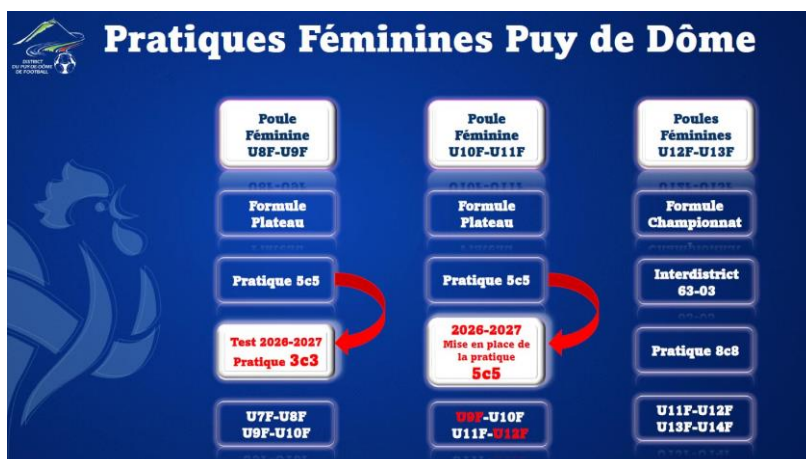 Pratiques Féminines Puy de Dôme
DISTRICT
DU PUY-DE-DÔME
DE FOOTBALL
Poule
Féminine
U8F-U9F
Formule
Plateau
Pratique 5c5
Test 2026-2027
Pratique 3c3
U7F-U8F
U9F-U10F
Poule
Féminine
U10F-U11F
Formule
Plateau
Pratique 5c5
2026-2027
Mise en place de
la pratique
5c5
U9F-U10F
U11F-U12F
Poules
Féminines
U12F-U13F
Formule
Championnat
Interdistrict
63-03
Pratique 8c8
U11F-U12F
U13F-U14F